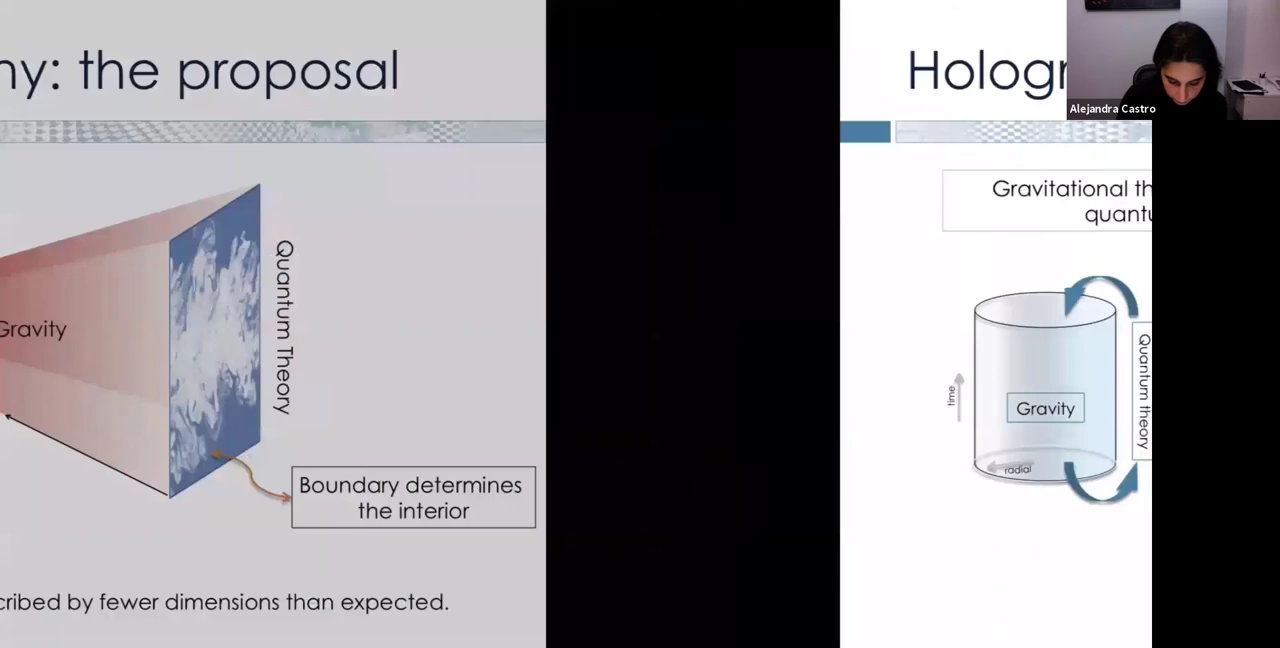 ny: the proposal
Gravity
Quantum Theory
Boundary determines
the interior
cribed by fewer dimensions than expected.
Hologr
Alejandra Castro
Gravitational th
quantu
time
Gravity
Quantum theory
radial